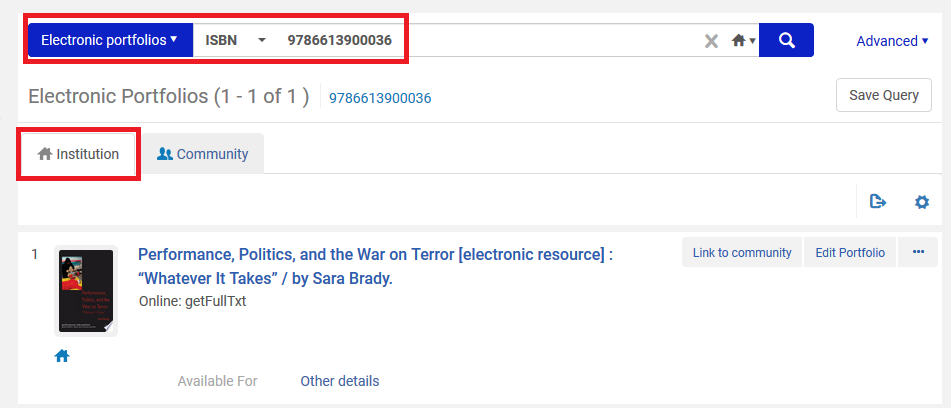 Electronic portfolios ISBN 9786613900036 Advanced
Electronic Portfolios (1 - 1 of 1 ) 9786613900036 Save Query
Institution Community
1 Performance, Politics, and the War on Terror [electronic resource] : Link to community Edit Portfolio •••
“Whatever It Takes” / by Sara Brady.
Online: getFullTxt
Available For Other details